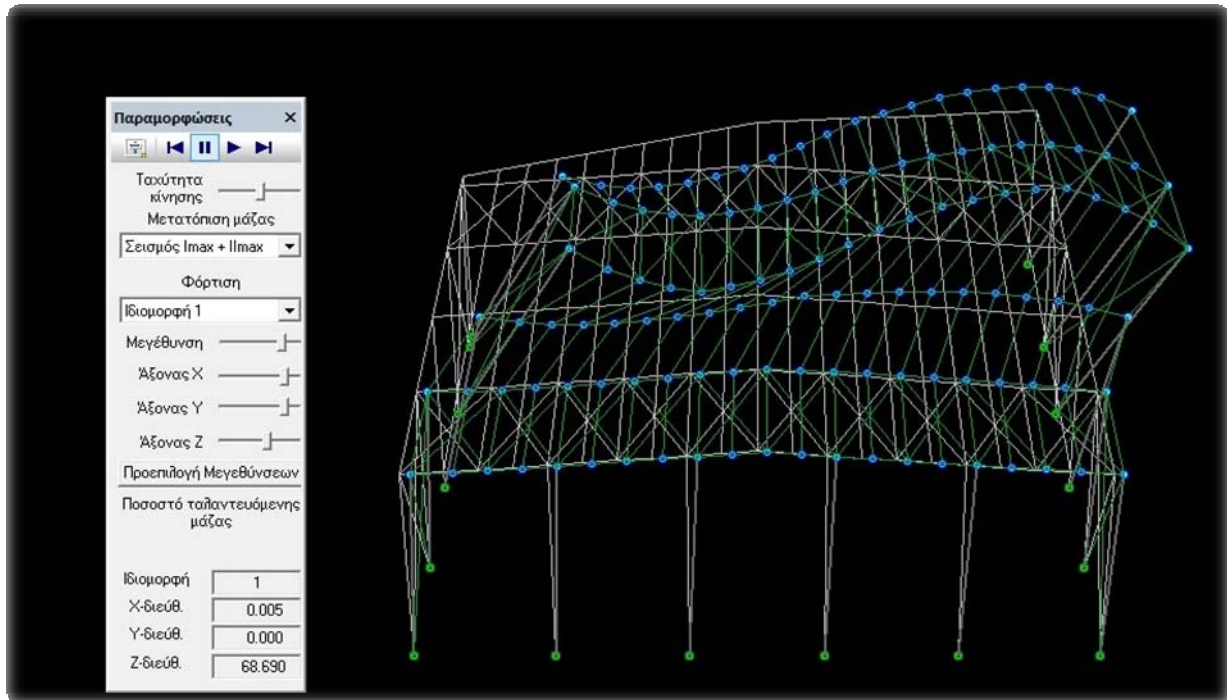 Παραμορφώσεις
Ταχύτητα
κίνησης
Μετατόπιση μάζας
Σεισμός Imax + IImax
Φόρτιση
Ιδιομορφή 1
Μεγέθυνση
Άξονας X
Άξονας Y
Άξονας Z
Προεπιλογή Μεγεθύνσεων
Ποσοστό ταλαντευόμενης
μάζας
Ιδιομορφή 1
X-διεύθ. 0.005
Y-διεύθ. 0.000
Z-διεύθ. 68.690